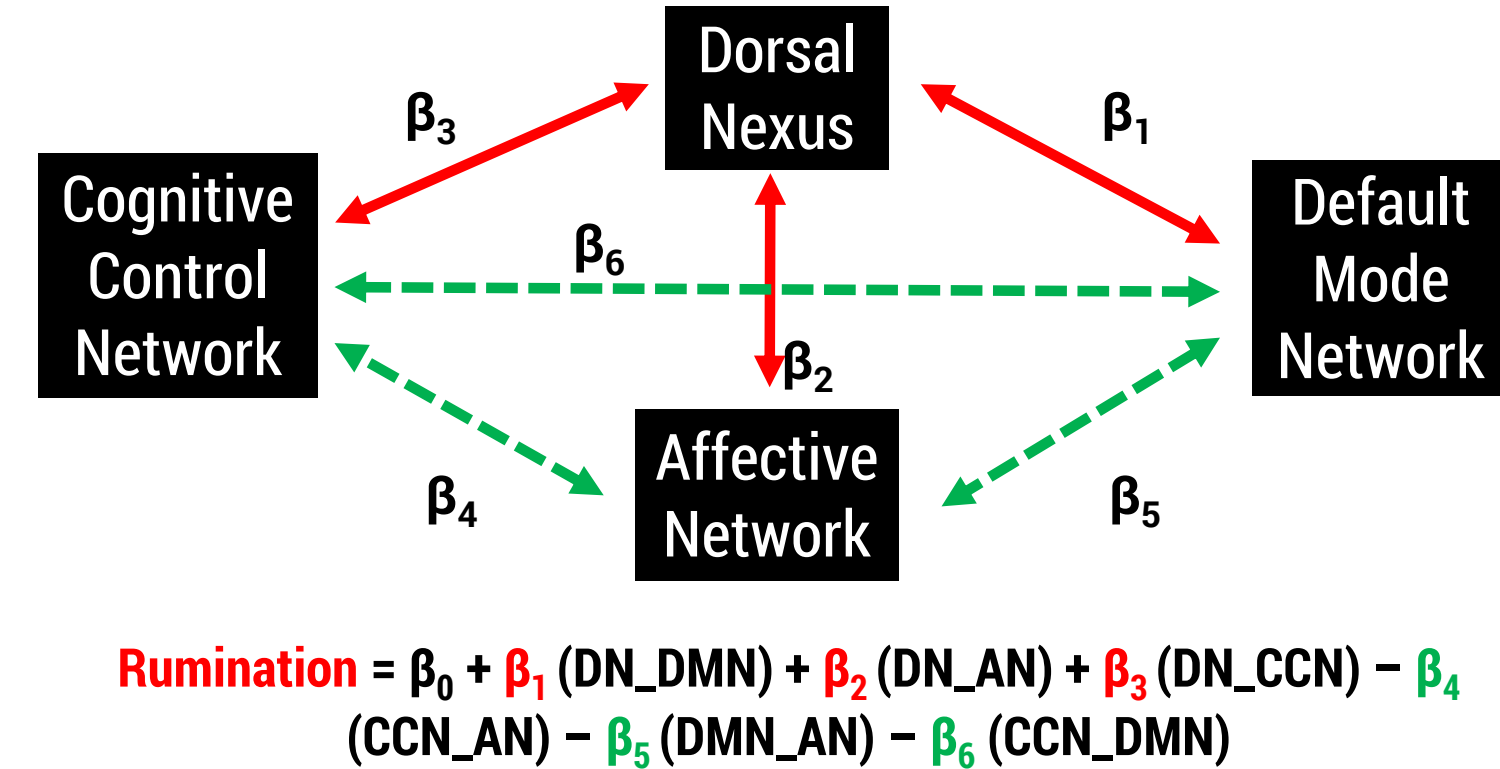 Dorsal
Nexus
β₃
β₁
Cognitive
Control
Network
Default
Mode
Network
β₆
β₂
Affective
Network
β₄
β₅
Rumination = β₀ + β₁ (DN_DMN) + β₂ (DN_AN) + β₃ (DN_CCN) − β₄
(CCN_AN) − β₅ (DMN_AN) − β₆ (CCN_DMN)